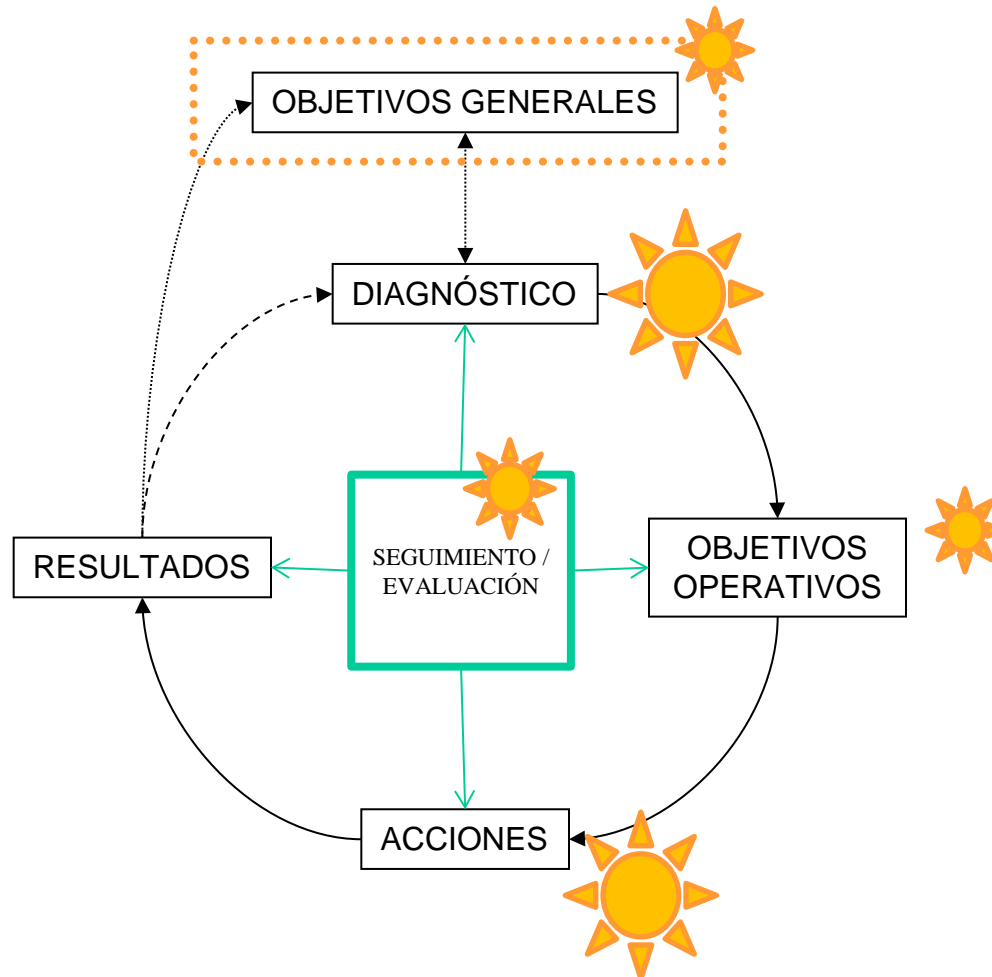 OBJETIVOS GENERALES
DIAGNÓSTICO
SEGUIMIENTO /
EVALUACIÓN
RESULTADOS
OBJETIVOS
OPERATIVOS
ACCIONES